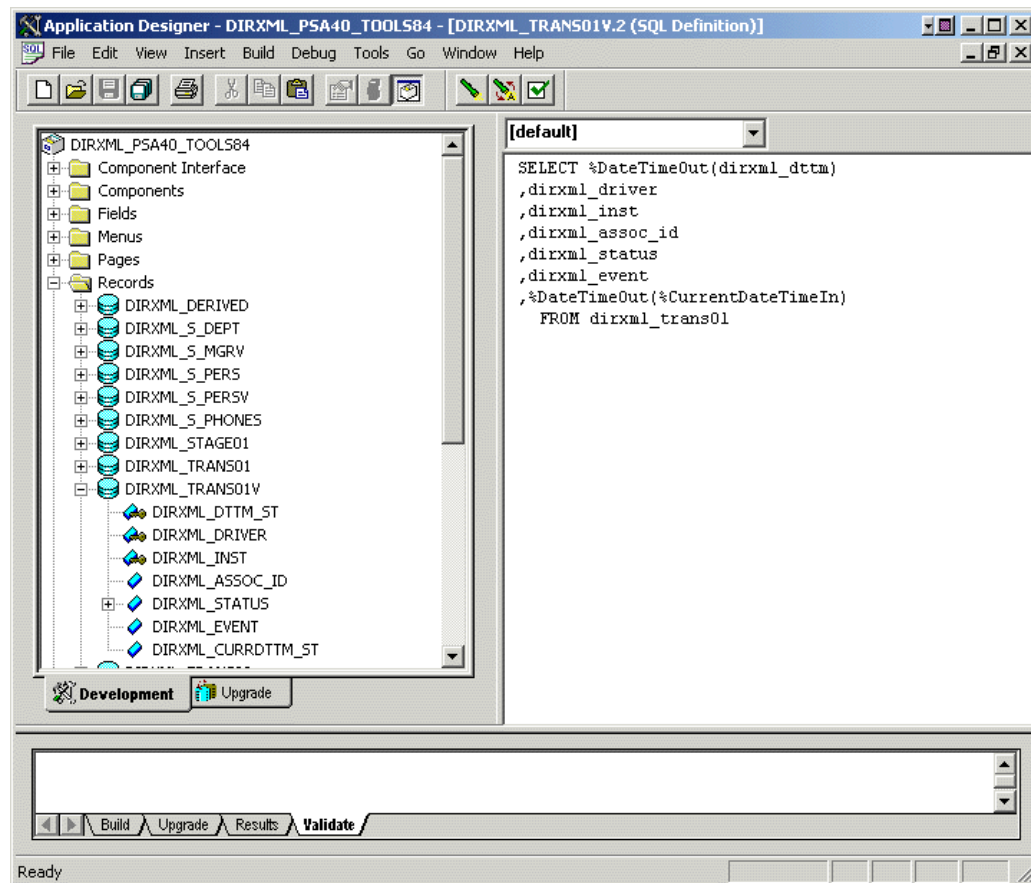 Application Designer - DIRXML_PSA40_TOOLS84 - [DIRXML_TRANS01V.2 (SQL Definition)]
SQL File Edit View Insert Build Debug Tools Go Window Help
DIRXML_PSA40_TOOLS84
Component Interface
Components
Fields
Menus
Pages
Records
DIRXML_DERIVED
DIRXML_S_DEPT
DIRXML_S_MGRV
DIRXML_S_PERS
DIRXML_S_PERSV
DIRXML_S_PHONES
DIRXML_STAGE01
DIRXML_TRANS01
DIRXML_TRANS01V
DIRXML_DTTM_ST
DIRXML_DRIVER
DIRXML_INST
DIRXML_ASSOC_ID
DIRXML_STATUS
DIRXML_EVENT
DIRXML_CURRDTTM_ST
Development Upgrade
[default]
SELECT %DateTimeOut(dirxml_dttm)
,dirxml_driver
,dirxml_inst
,dirxml_assoc_id
,dirxml_status
,dirxml_event
,%DateTimeOut(%CurrentDateTimeIn)
FROM dirxml_trans01
Build Upgrade Results Validate
Ready